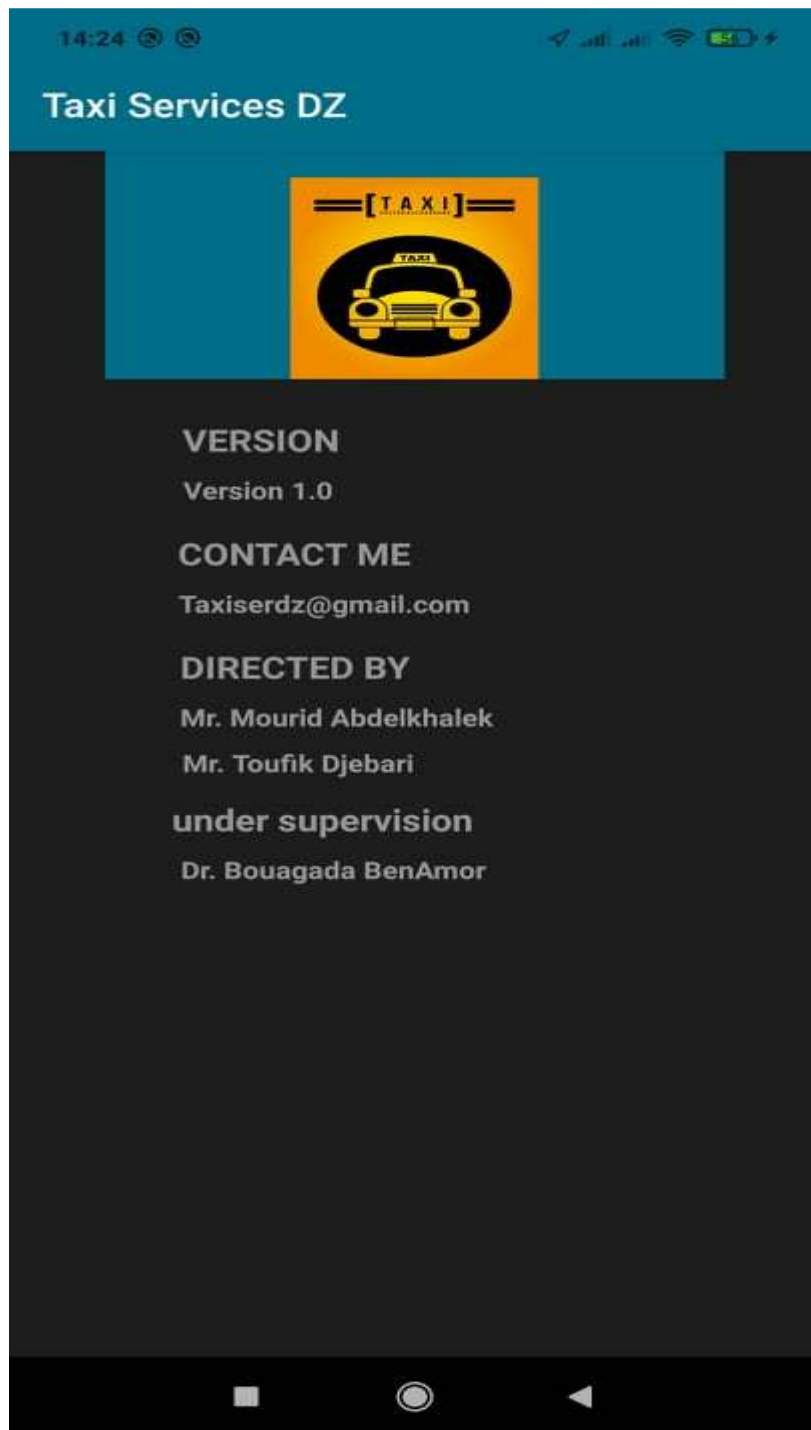 14:24
Taxi Services DZ
[TAXI]
TAXI
VERSION
Version 1.0
CONTACT ME
Taxiserdz@gmail.com
DIRECTED BY
Mr. Mourid Abdelkhalek
Mr. Toufik Djebari
under supervision
Dr. Bouagada BenAmor